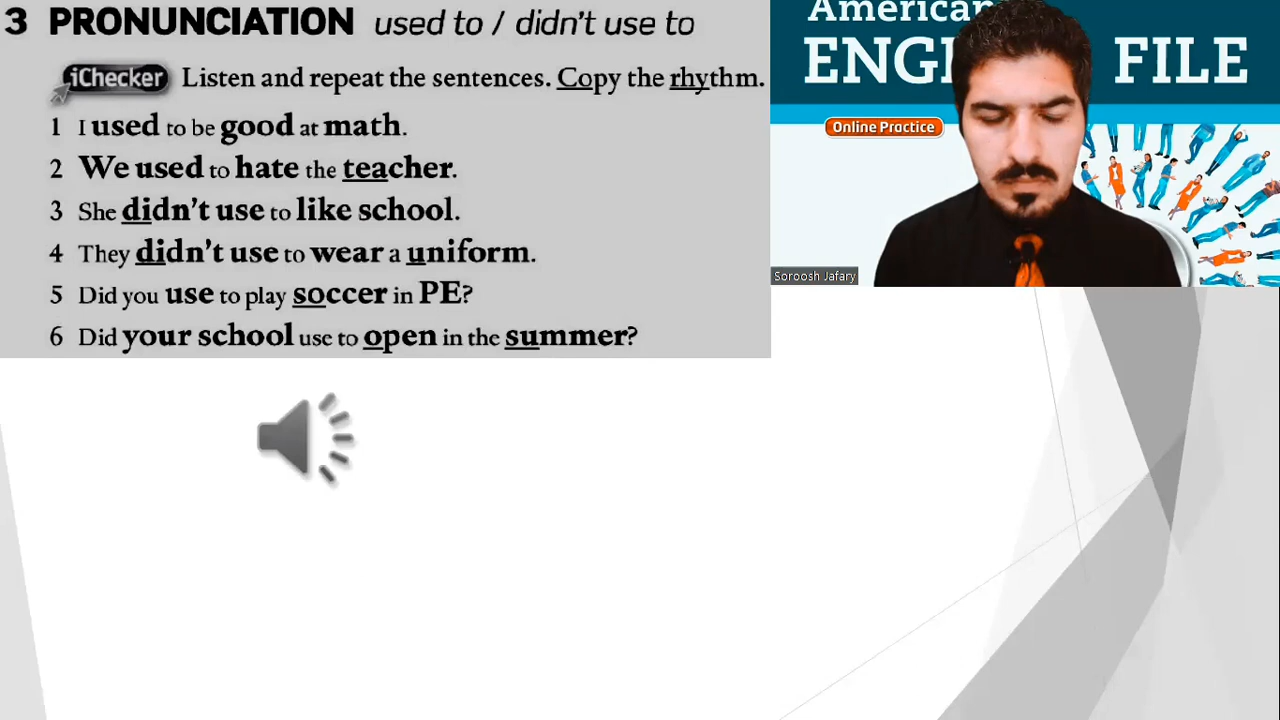 3 PRONUNCIATION used to / didn't use to
iChecker Listen and repeat the sentences. Copy the rhythm.
1 I used to be good at math.
2 We used to hate the teacher.
3 She didn't use to like school.
4 They didn't use to wear a uniform.
5 Did you use to play soccer in PE?
6 Did your school use to open in the summer?
American
ENGL FILE
Online Practice
Soroosh Jafary